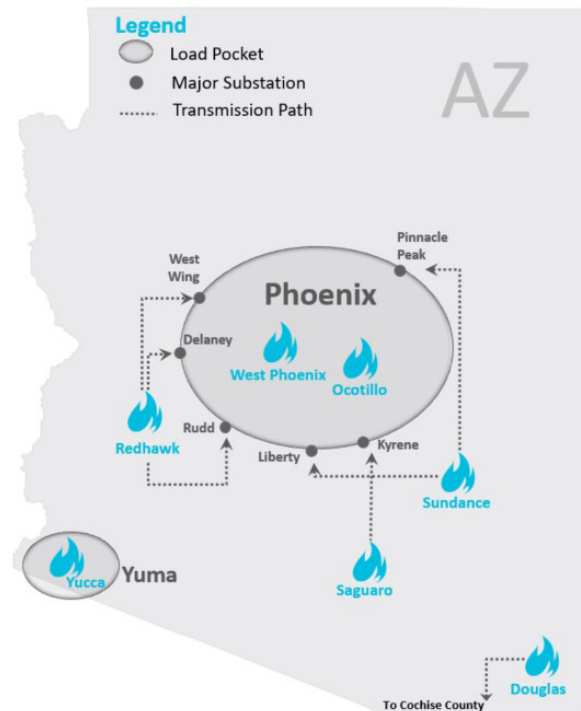 Legend
Load Pocket
Major Substation
Transmission Path
AZ
Pinnacle
Peak
West
Wing
Phoenix
Delaney
West Phoenix
Ocotillo
Rudd
Redhawk
Liberty
Kyrene
Sundance
Yucca
Yuma
Saguaro
Douglas
To Cochise County